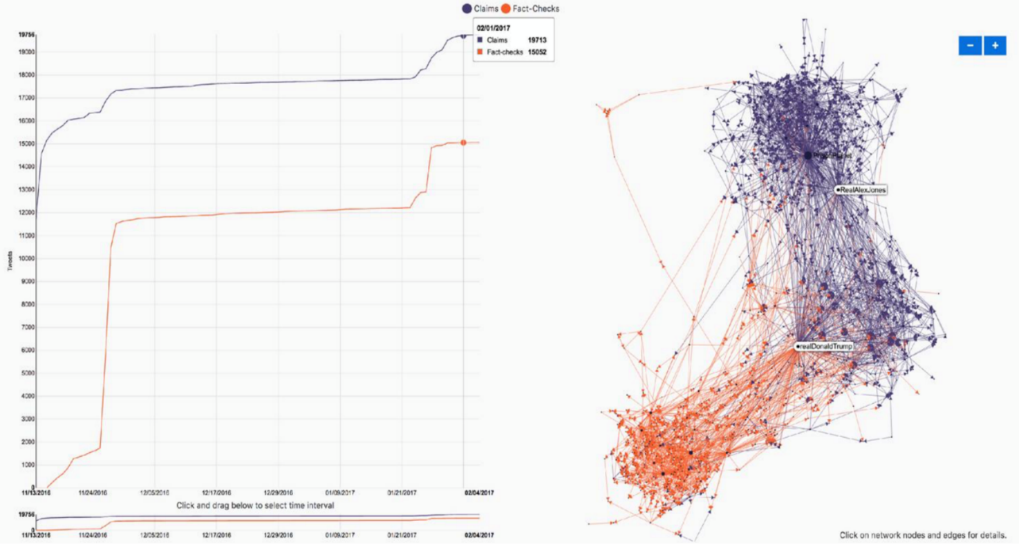 Claims Fact-Checks
02/01/2017
Claims 19713
Fact-checks 15052
19756
19000
18000
17000
16000
15000
14000
13000
12000
11000
10000
9000
8000
7000
6000
5000
4000
3000
2000
1000
0
Tweets
11/13/2016 11/24/2016 12/05/2016 12/17/2016 12/29/2016 01/09/2017 01/21/2017 02/04/2017
Click and drag below to select time interval
19756
0
11/13/2016 11/24/2016 12/05/2016 12/17/2016 12/29/2016 01/09/2017 01/21/2017 02/04/2017
− +
RealAlexJones
realDonaldTrump
Click on network nodes and edges for details.